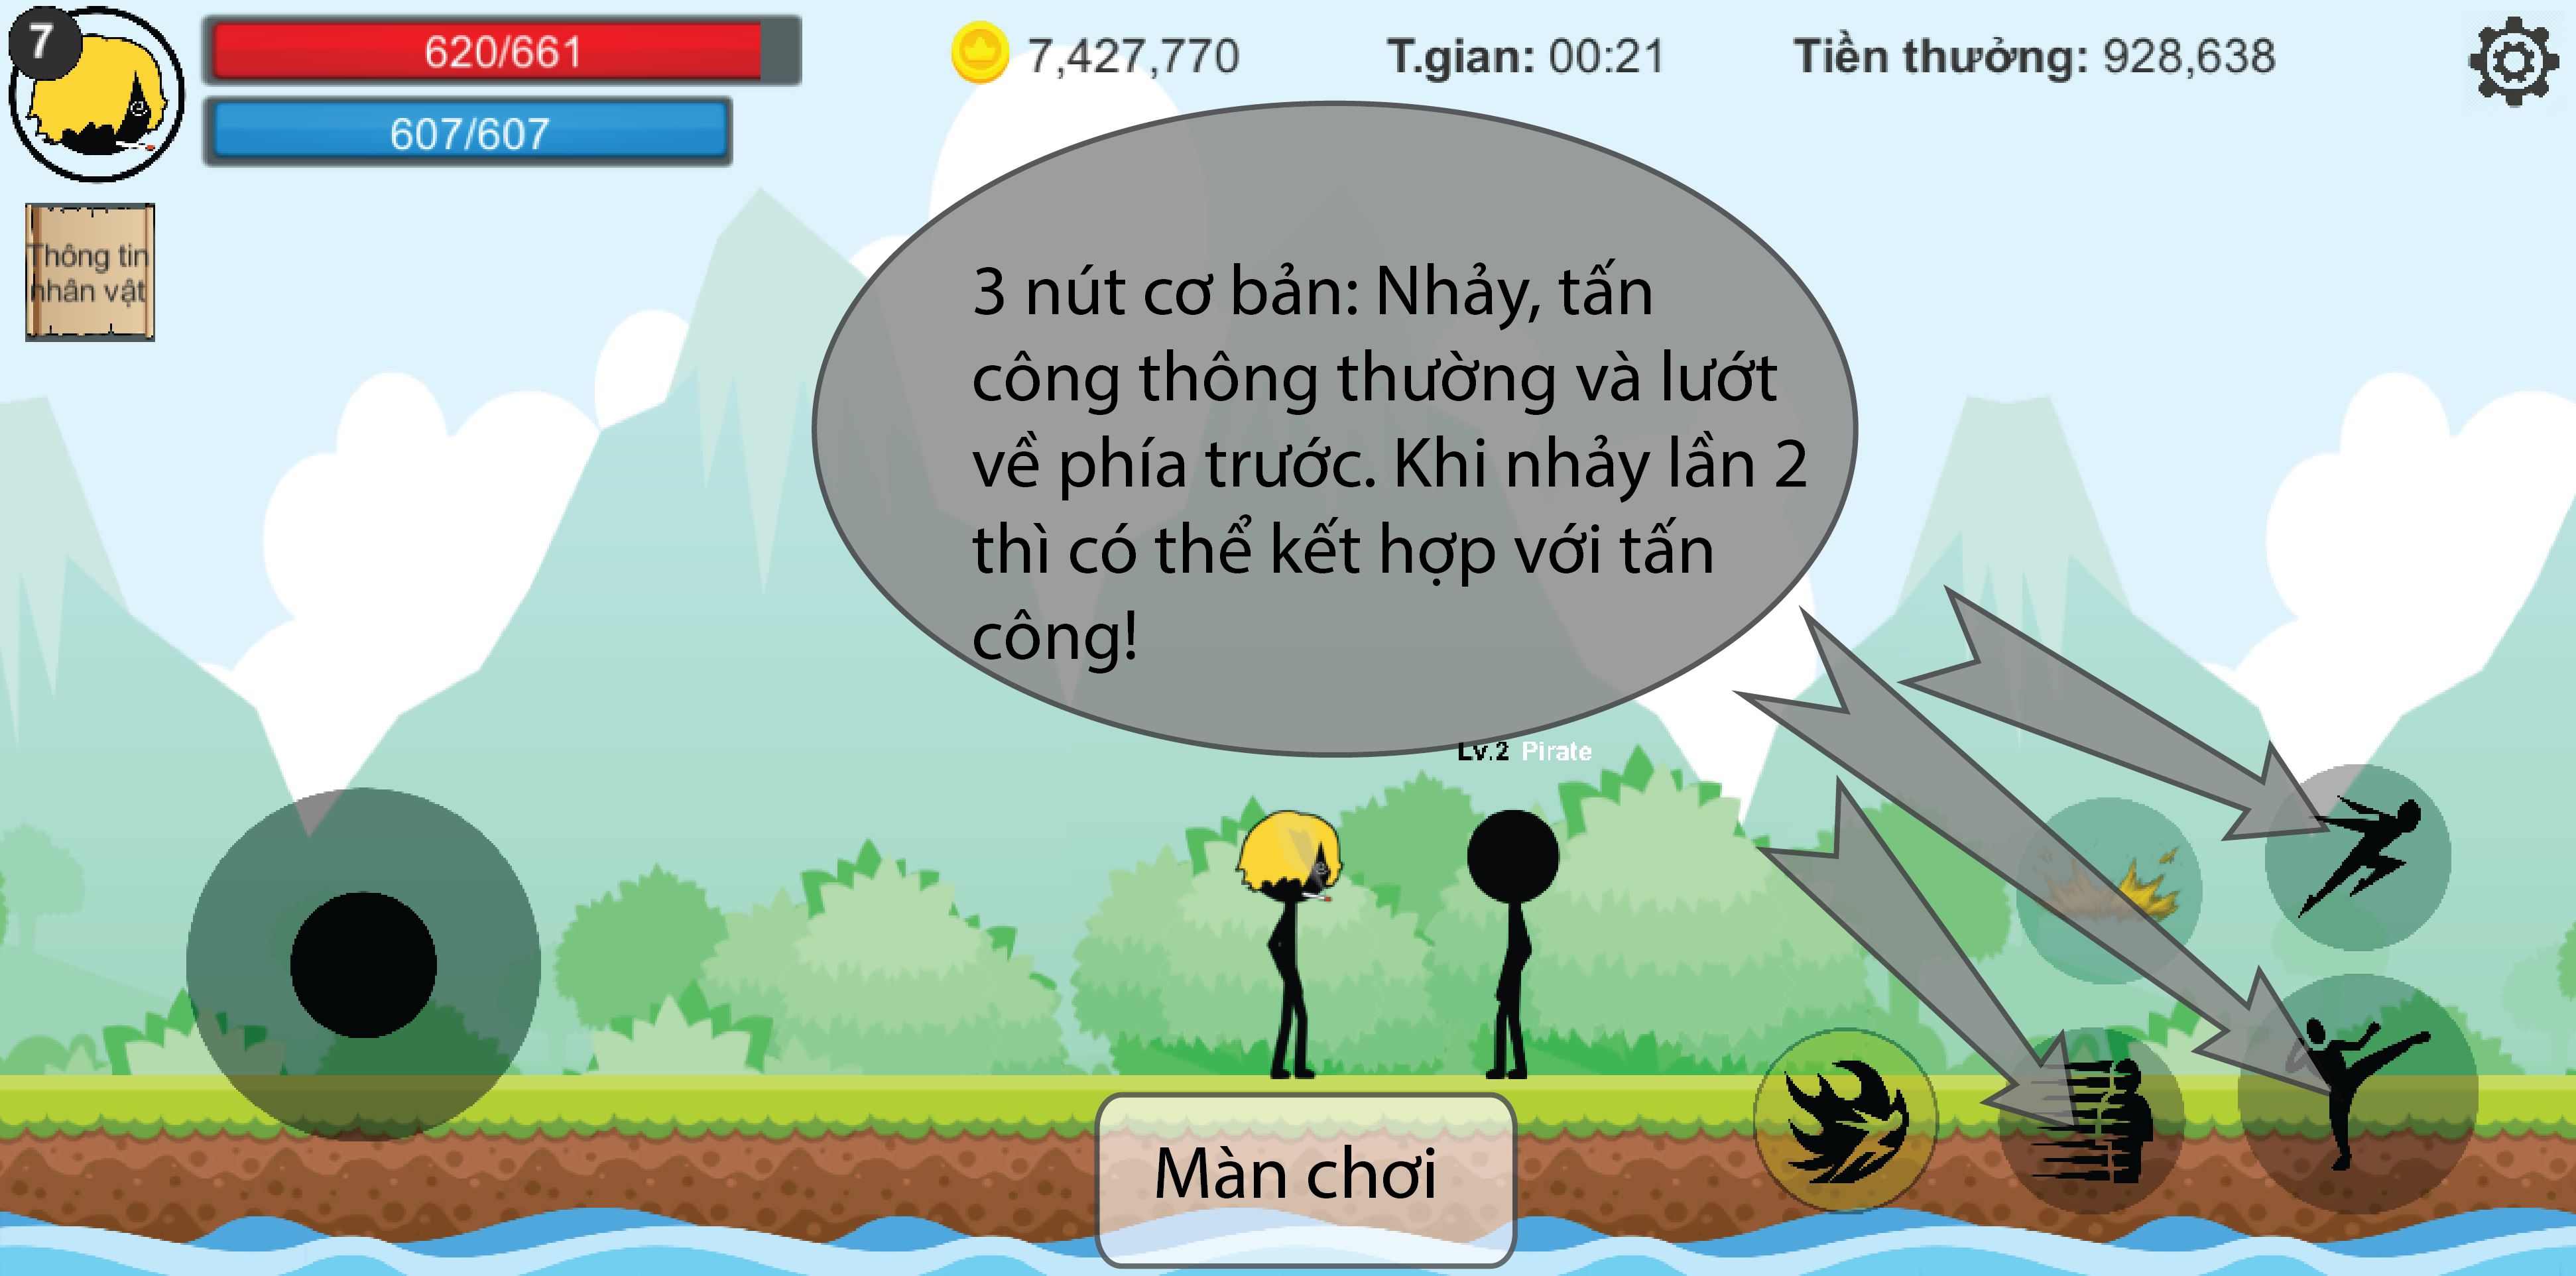 7
620/661
7,427,770
T.gian: 00:21
Tiền thưởng: 928,638
607/607
Thông tin
nhân vật
3 nút cơ bản: Nhảy, tấn
công thông thường và lướt
về phía trước. Khi nhảy lần 2
thì có thể kết hợp với tấn
công!
Lv.2 Pirate
Màn chơi